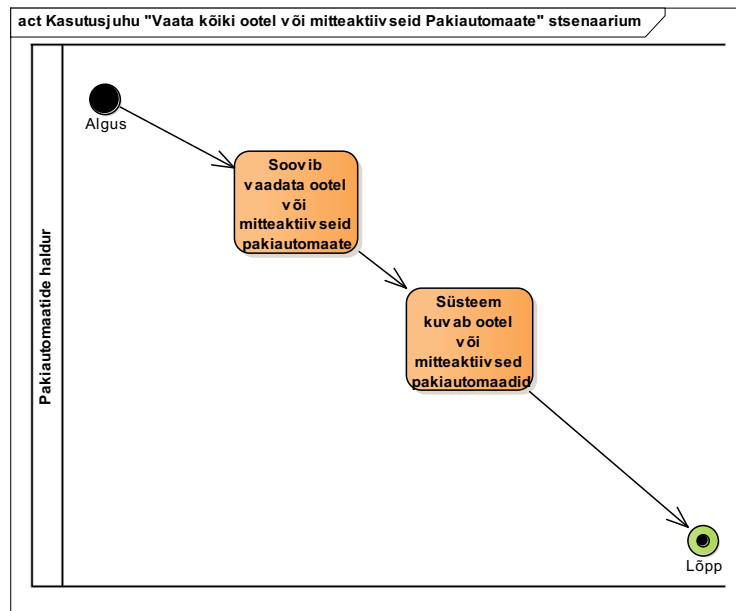 act Kasutusjuhu "Vaata kõiki ootel või mitteaktiivseid Pakiautomaate" stsenaarium
Pakiautomaatide haldur
Algus
Soovib
vaadata ootel
või
mitteaktiivseid
pakiautomaate
Süsteem
kuvab ootel
või
mitteaktiivsed
pakiautomaadid
Lõpp